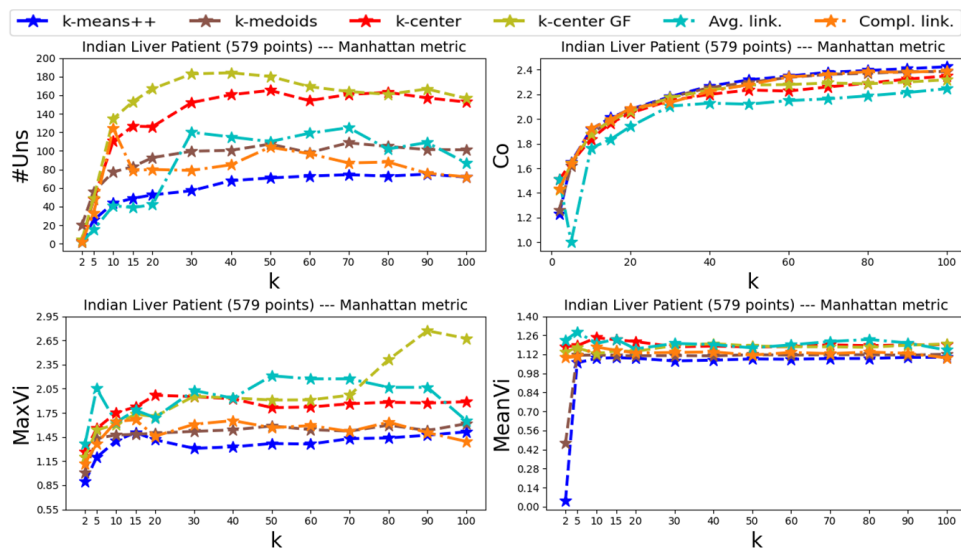 k-means++ k-medoids k-center k-center GF Avg. link. Compl. link.
Indian Liver Patient (579 points) --- Manhattan metric
#Uns
200
180
160
140
120
100
80
60
40
20
0
2 5 10 15 20 30 40 50 60 70 80 90 100
k
Indian Liver Patient (579 points) --- Manhattan metric
Co
2.4
2.2
2.0
1.8
1.6
1.4
1.2
1.0
0 20 40 60 80 100
k
Indian Liver Patient (579 points) --- Manhattan metric
MaxVi
2.95
2.65
2.35
2.05
1.75
1.45
1.15
0.85
0.55
2 5 10 15 20 30 40 50 60 70 80 90 100
k
Indian Liver Patient (579 points) --- Manhattan metric
MeanVi
1.40
1.26
1.12
0.98
0.84
0.70
0.56
0.42
0.28
0.14
0.00
2 5 10 15 20 30 40 50 60 70 80 90 100
k